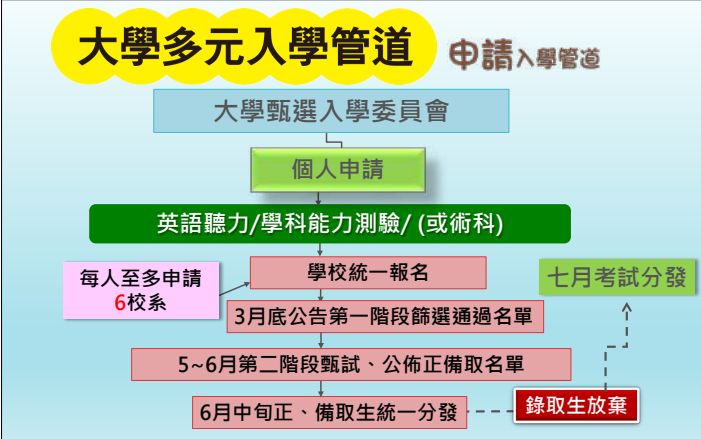 大學多元入學管道
申請入學管道
大學甄選入學委員會
個人申請
英語聽力/學科能力測驗/ (或術科)
學校統一報名
每人至多申請
6校系
七月考試分發
3月底公告第一階段篩選通過名單
5~6月第二階段甄試、公佈正備取名單
6月中旬正、備取生統一分發
錄取生放棄